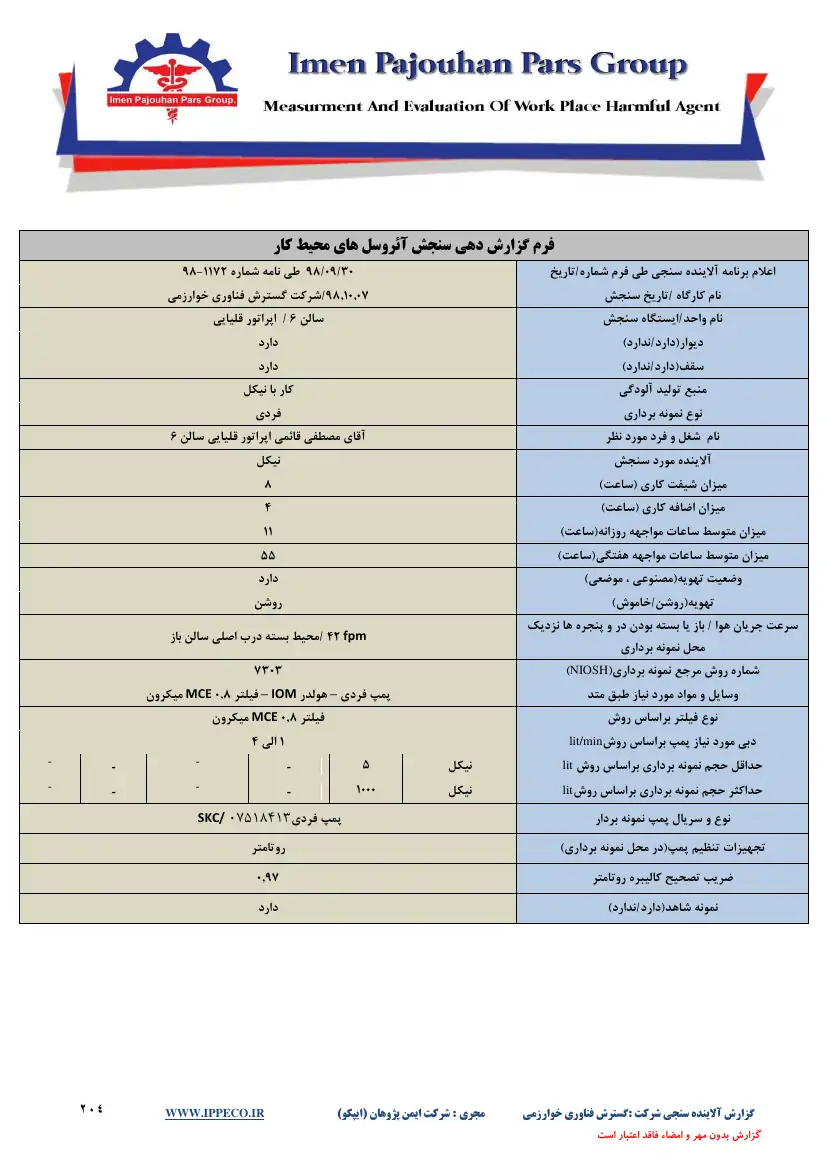 Imen Pajouhan Pars Group
Imen Pajouhan Pars Group.
Measurment And Evaluation Of Work Place Harmful Agent
فرم گزارش دهی سنجش آئروسل های محیط کار
اعلام برنامه آلاینده سنجی طی فرم شماره/تاریخ ۹۸/۰۹/۳۰ طی نامه شماره ۱۱۷۲-۹۸
نام کارگاه /تاریخ سنجش ۹۸,۱۰,۰۷/شرکت گسترش فناوری خوارزمی
نام واحد/ایستگاه سنجش سالن ۶ / اپراتور قلیایی
دیوار(دارد/ندارد) دارد
سقف(دارد/ندارد) دارد
منبع تولید آلودگی کار با نیکل
نوع نمونه برداری فردی
نام شغل و فرد مورد نظر آقای مصطفی قائمی اپراتور قلیایی سالن ۶
آلاینده مورد سنجش نیکل
میزان شیفت کاری (ساعت) ۸
میزان اضافه کاری (ساعت) ۴
میزان متوسط ساعات مواجهه روزانه(ساعت) ۱۱
میزان متوسط ساعات مواجهه هفتگی(ساعت) ۵۵
وضعیت تهویه(مصنوعی ، موضعی) دارد
تهویه(روشن/خاموش) روشن
سرعت جریان هوا / باز یا بسته بودن در و پنجره ها نزدیک
محل نمونه برداری
۴۲ fpm /محیط بسته درب اصلی سالن باز
شماره روش مرجع نمونه برداری(NIOSH) ۷۳۰۳
وسایل و مواد مورد نیاز طبق متد پمپ فردی – هولدر IOM – فیلتر MCE ۰,۸ میکرون
نوع فیلتر براساس روش فیلتر MCE ۰,۸ میکرون
دبی مورد نیاز پمپ براساس روش lit/min ۱ الی ۴
حداقل حجم نمونه برداری براساس روش lit نیکل ۵ - - - -
حداکثر حجم نمونه برداری براساس روش lit نیکل ۱۰۰۰ - - - -
نوع و سریال پمپ نمونه بردار پمپ فردی۰۷۵۱۸۴۱۳ /SKC
تجهیزات تنظیم پمپ(در محل نمونه برداری) روتامتر
ضریب تصحیح کالیبره روتامتر ۰,۹۷
نمونه شاهد(دارد/ندارد) دارد
گزارش آلاینده سنجی شرکت :گسترش فناوری خوارزمی مجری : شرکت ایمن پژوهان (ایپکو) WWW.IPPECO.IR ۲۰۴
گزارش بدون مهر و امضاء فاقد اعتبار است